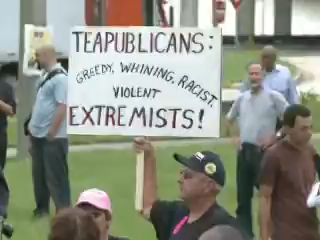 TEAPUBLICANS:
GREEDY, WHINING, RACIST,
VIOLENT
EXTREMISTS!